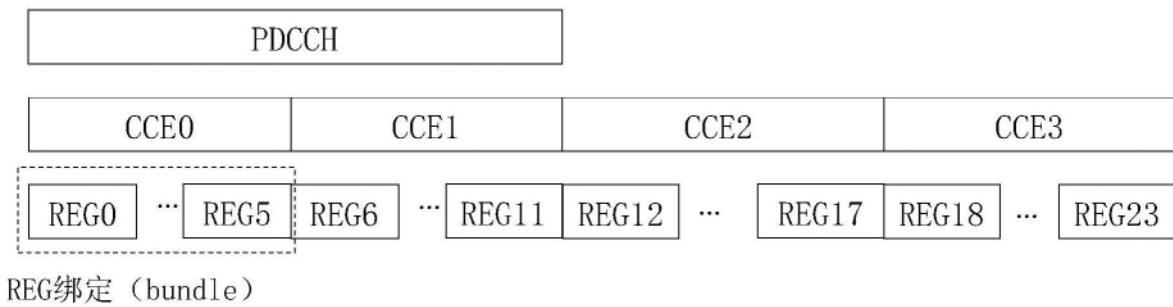 PDCCH
CCE0 CCE1 CCE2 CCE3
REG0 … REG5 REG6 … REG11 REG12 … REG17 REG18 … REG23
REG绑定（bundle）